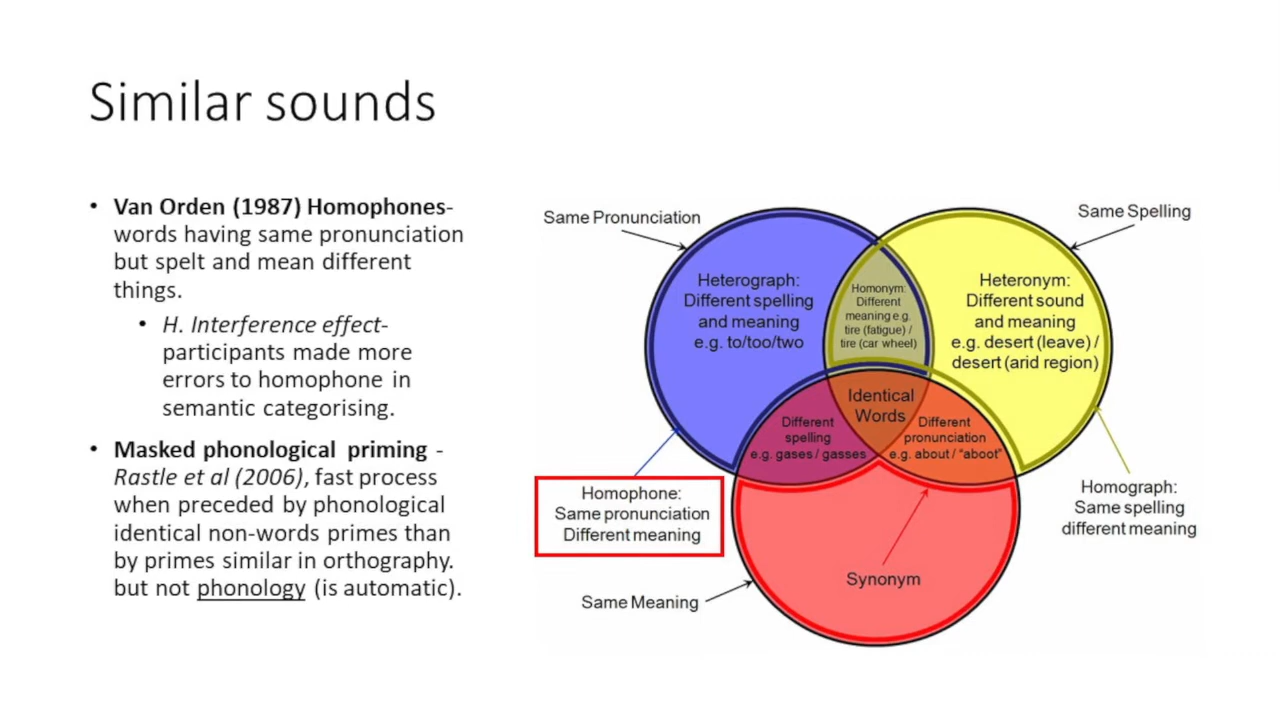 Similar sounds
• Van Orden (1987) Homophones-
words having same pronunciation
but spelt and mean different
things.
• H. Interference effect-
participants made more
errors to homophone in
semantic categorising.
• Masked phonological priming -
Rastle et al (2006), fast process
when preceded by phonological
identical non-words primes than
by primes similar in orthography.
but not phonology (is automatic).
Same Pronunciation
Same Spelling
Heterograph:
Different spelling
and meaning
e.g. to/too/two
Homonym:
Different
meaning e.g.
tire (fatigue) /
tire (car wheel)
Heteronym:
Different sound
and meaning
e.g. desert (leave) /
desert (arid region)
Identical
Words
Different
spelling
e.g. gases / gasses
Different
pronunciation
e.g. about / "aboot"
Homophone:
Same pronunciation
Different meaning
Homograph:
Same spelling
different meaning
Synonym
Same Meaning